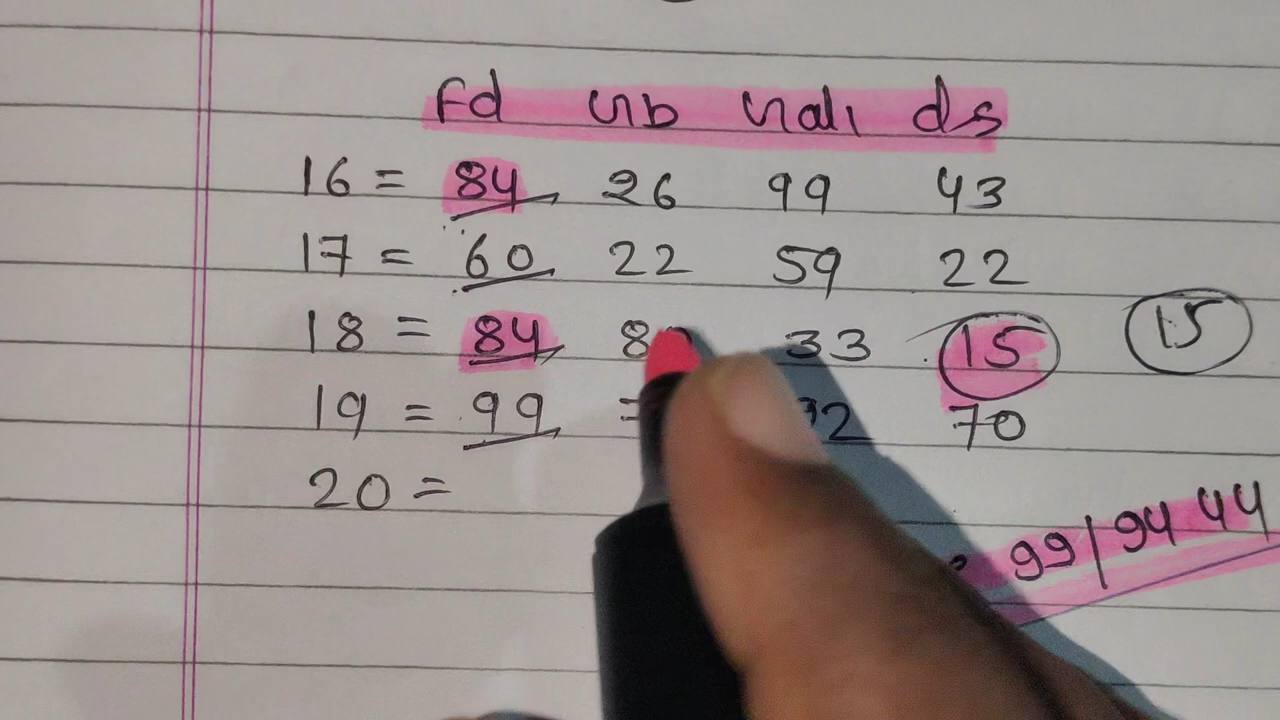 Fd Gb Gali ds
16 = 84 26 99 43
17 = 60 22 59 22
18 = 84 33 15 15
19 = 99 70
20 =
99/94 44